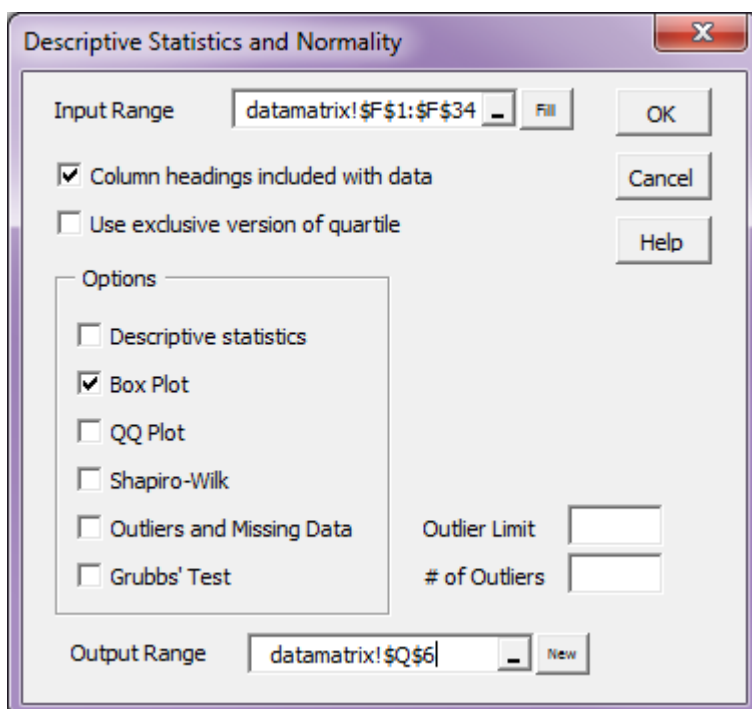 Descriptive Statistics and Normality
Input Range datamatrix!$F$1:$F$34 Fill OK
Column headings included with data Cancel
Use exclusive version of quartile Help
Options
Descriptive statistics
Box Plot
QQ Plot
Shapiro-Wilk
Outliers and Missing Data Outlier Limit
Grubbs' Test # of Outliers
Output Range datamatrix!$Q$6 New